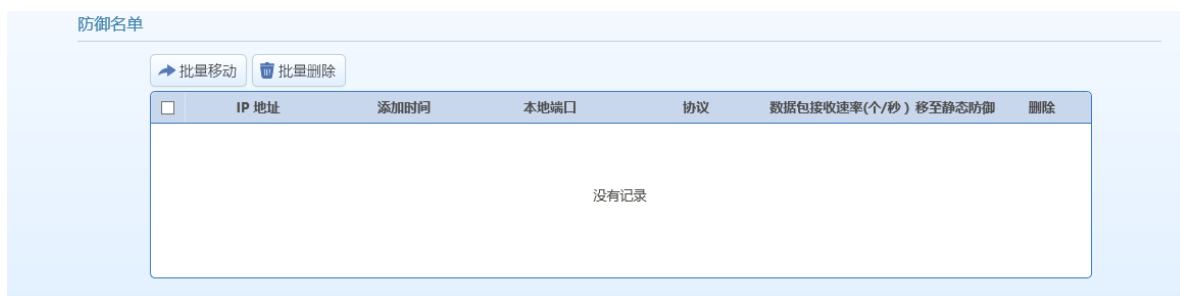 防御名单
批量移动 批量删除
IP 地址 添加时间 本地端口 协议 数据包接收速率(个/秒 ) 移至静态防御 删除
没有记录